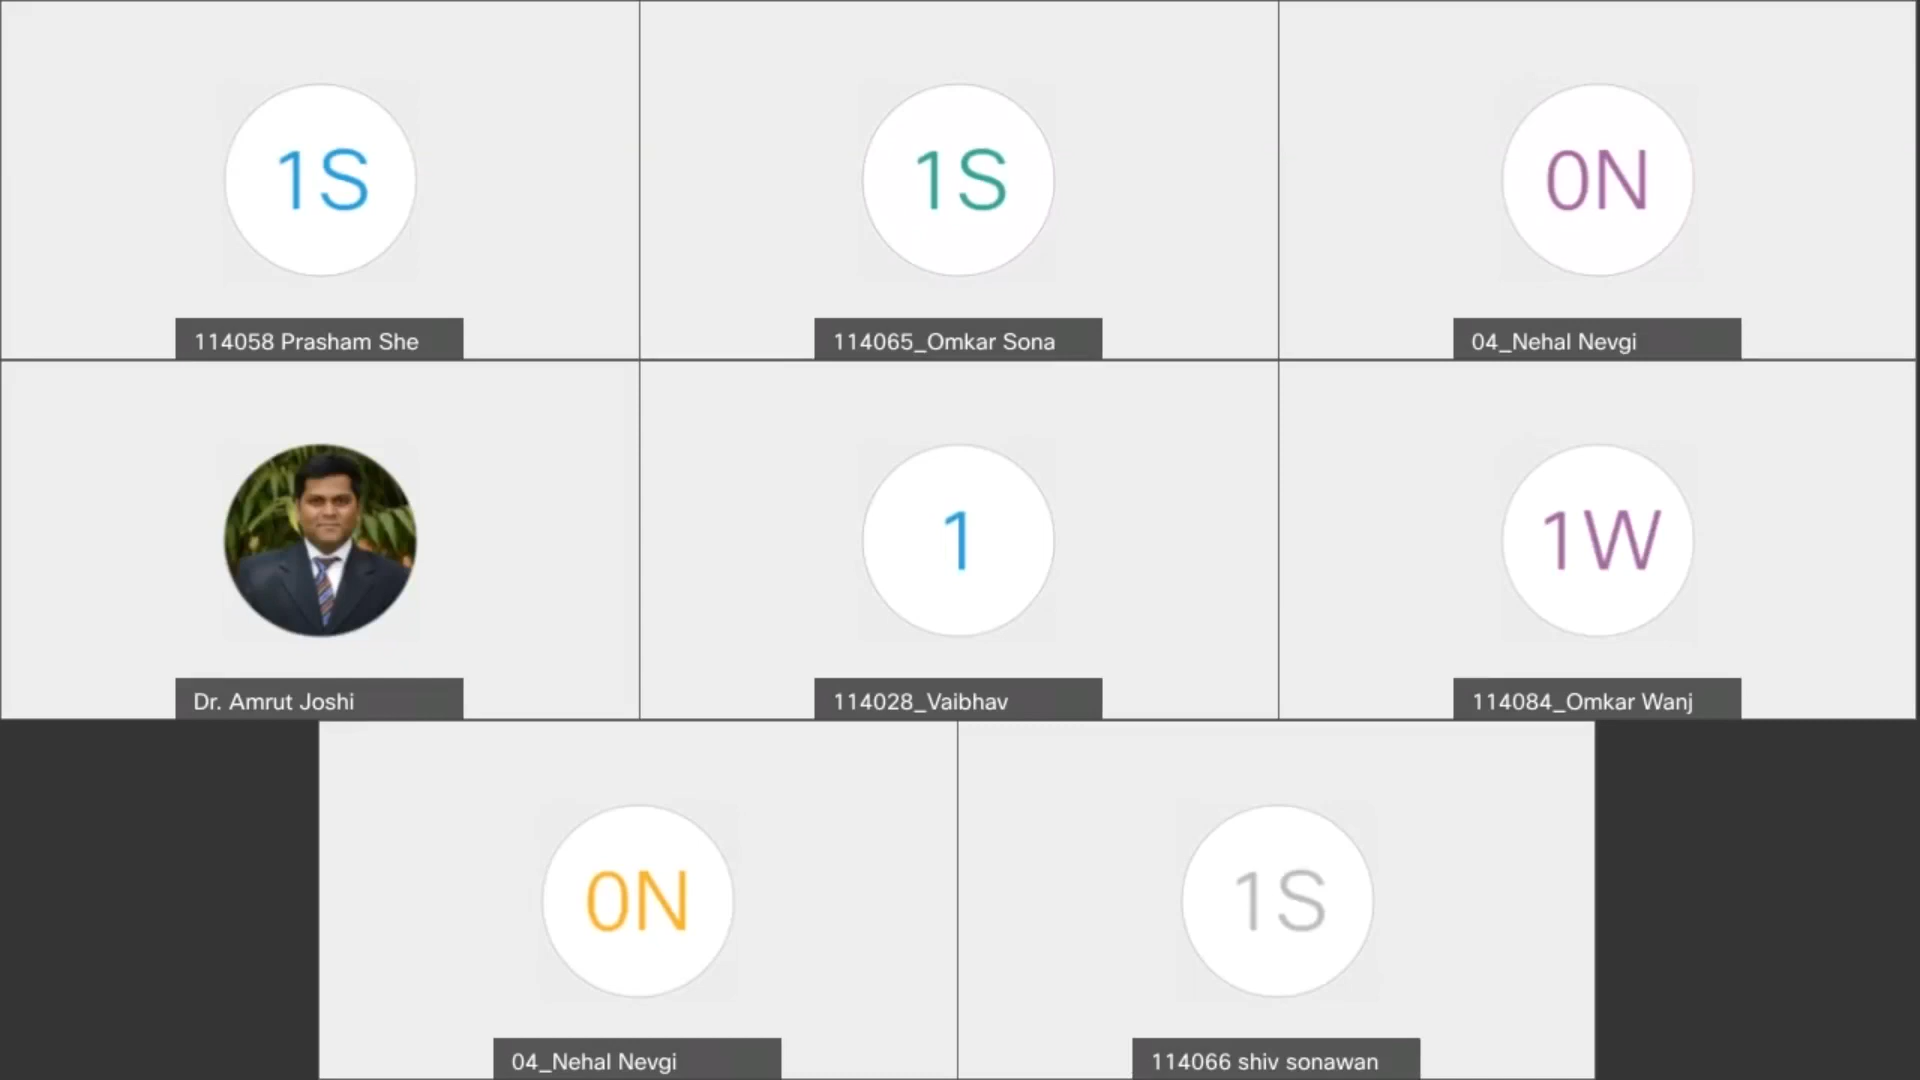 1S
114058 Prasham She
1S
114065_Omkar Sona
0N
04_Nehal Nevgi
Dr. Amrut Joshi
1
114028_Vaibhav
1W
114084_Omkar Wanj
0N
04_Nehal Nevgi
1S
114066 shiv sonawan